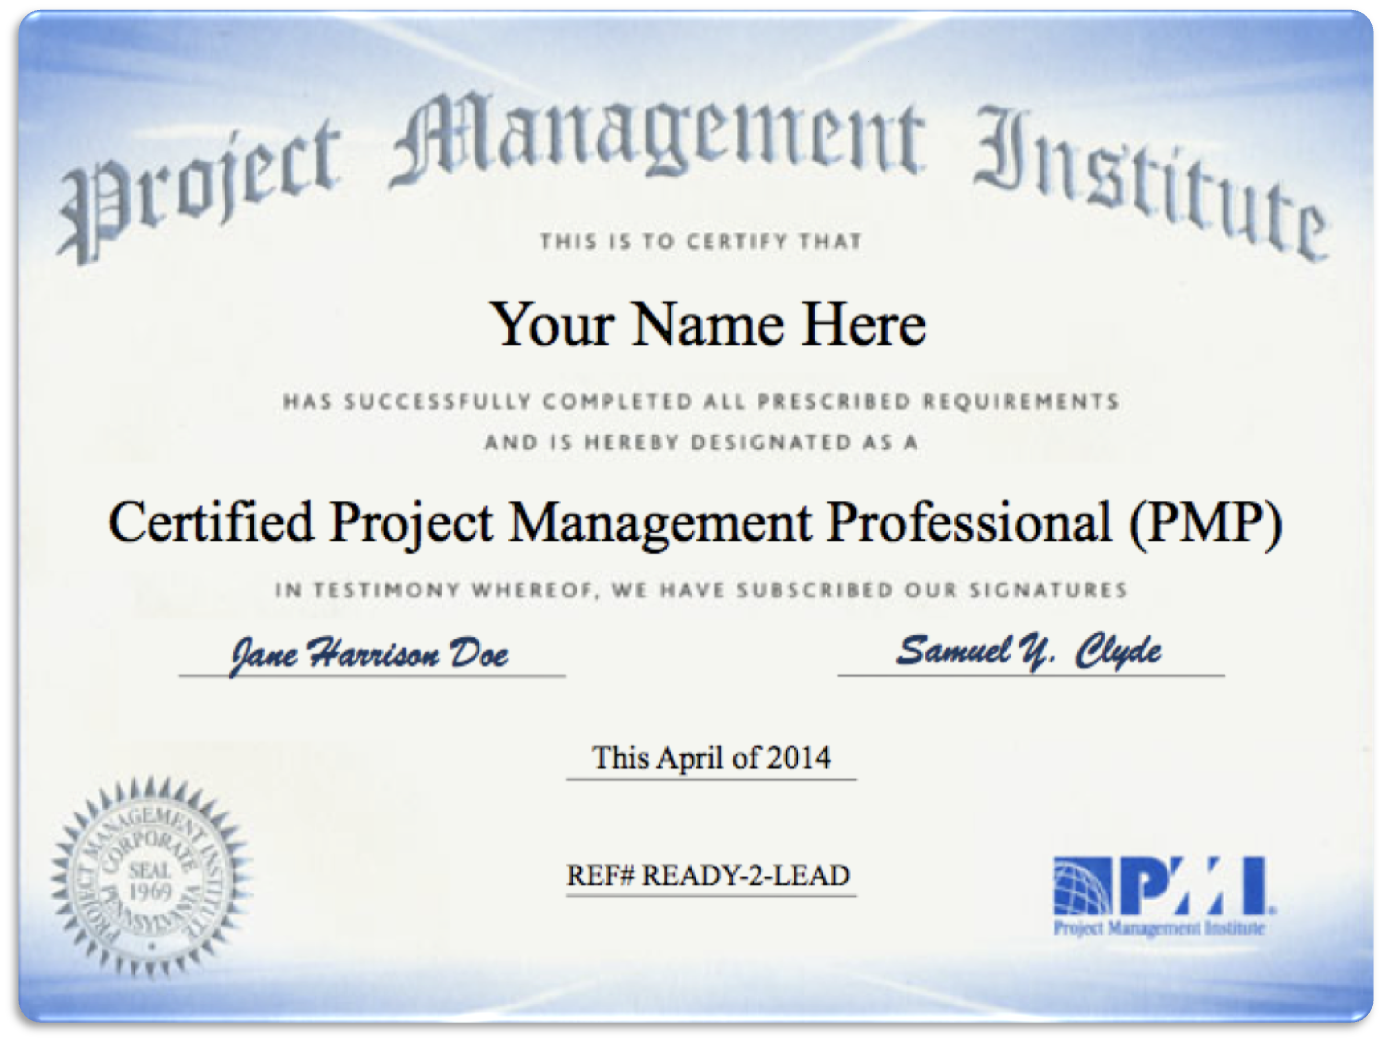 Project Management Institute
THIS IS TO CERTIFY THAT
Your Name Here
HAS SUCCESSFULLY COMPLETED ALL PRESCRIBED REQUIREMENTS
AND IS HEREBY DESIGNATED AS A
Certified Project Management Professional (PMP)
IN TESTIMONY WHEREOF, WE HAVE SUBSCRIBED OUR SIGNATURES
Jane Harrison Doe
Samuel Y. Clyde
This April of 2014
REF# READY-2-LEAD
PROJECT MANAGEMENT INSTITUTE
CORPORATE
SEAL
1969
PENNSYLVANIA
PMI®
Project Management Institute